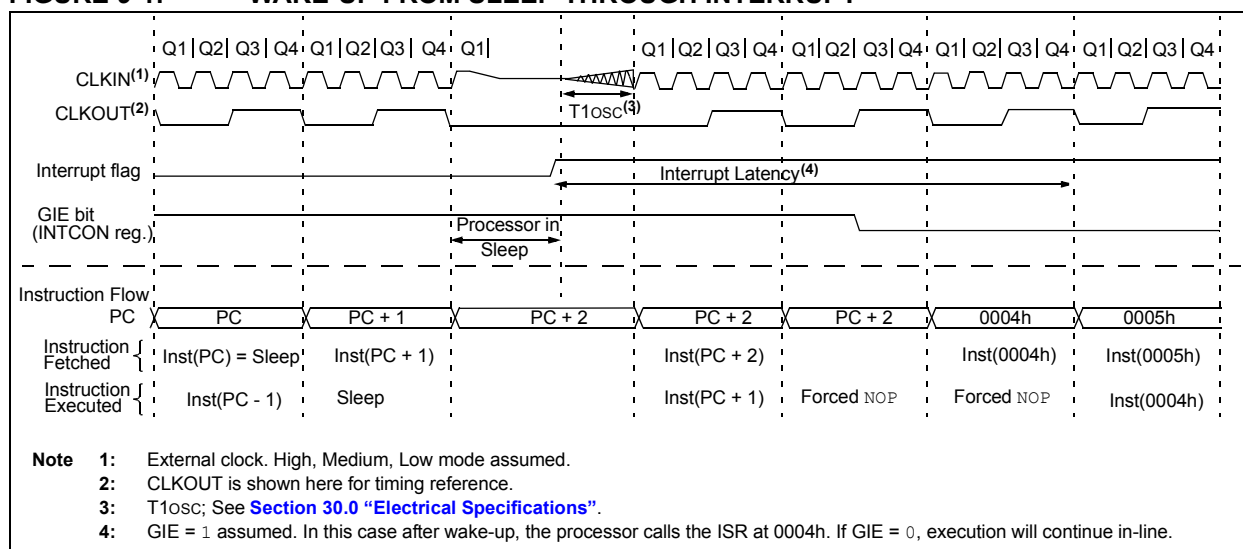 FIGURE 9-1: WAKE-UP FROM SLEEP THROUGH INTERRUPT
Q1 Q2 Q3 Q4 Q1 Q2 Q3 Q4 Q1 Q1 Q2 Q3 Q4 Q1 Q2 Q3 Q4 Q1 Q2 Q3 Q4 Q1 Q2 Q3 Q4
CLKIN(1)
CLKOUT(2)
T1OSC(3)
Interrupt flag
Interrupt Latency(4)
GIE bit
(INTCON reg.)
Processor in
Sleep
Instruction Flow
PC PC PC + 1 PC + 2 PC + 2 PC + 2 0004h 0005h
Instruction
Fetched
Inst(PC) = Sleep Inst(PC + 1) Inst(PC + 2) Inst(0004h) Inst(0005h)
Instruction
Executed
Inst(PC - 1) Sleep Inst(PC + 1) Forced NOP Forced NOP Inst(0004h)
Note 1: External clock. High, Medium, Low mode assumed.
2: CLKOUT is shown here for timing reference.
3: T1OSC; See Section 30.0 “Electrical Specifications”.
4: GIE = 1 assumed. In this case after wake-up, the processor calls the ISR at 0004h. If GIE = 0, execution will continue in-line.